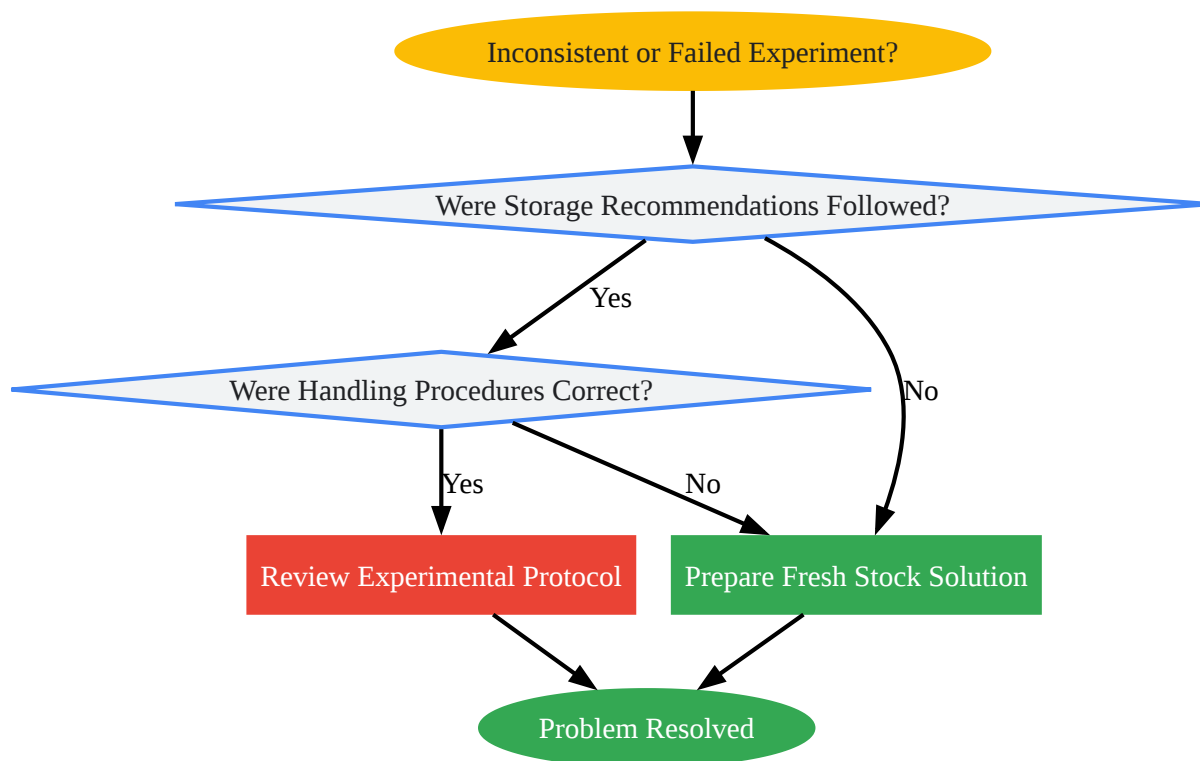 Inconsistent or Failed Experiment?
Were Storage Recommendations Followed?
Yes
Were Handling Procedures Correct?
No
Yes
No
Review Experimental Protocol
Prepare Fresh Stock Solution
Problem Resolved